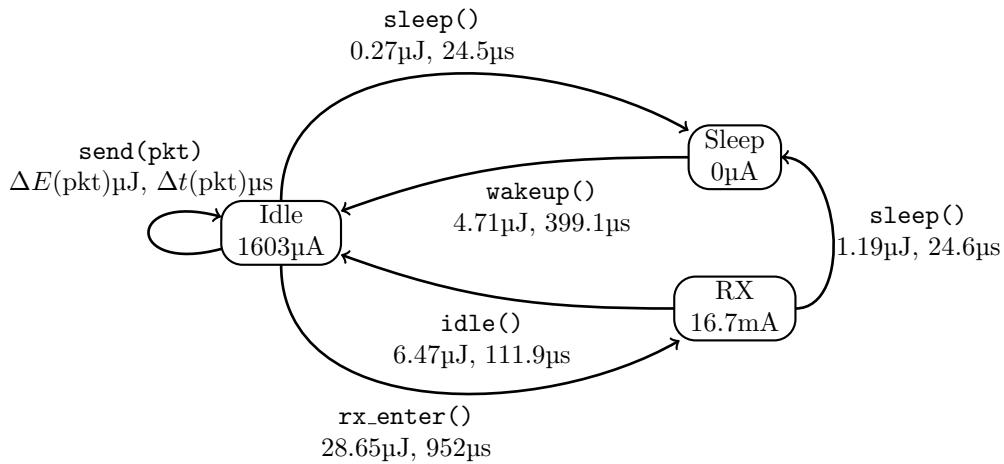 sleep()
0.27µJ, 24.5µs
send(pkt)
ΔE(pkt)µJ, Δt(pkt)µs
Idle
1603µA
Sleep
0µA
wakeup()
4.71µJ, 399.1µs
sleep()
1.19µJ, 24.6µs
RX
16.7mA
idle()
6.47µJ, 111.9µs
rx_enter()
28.65µJ, 952µs